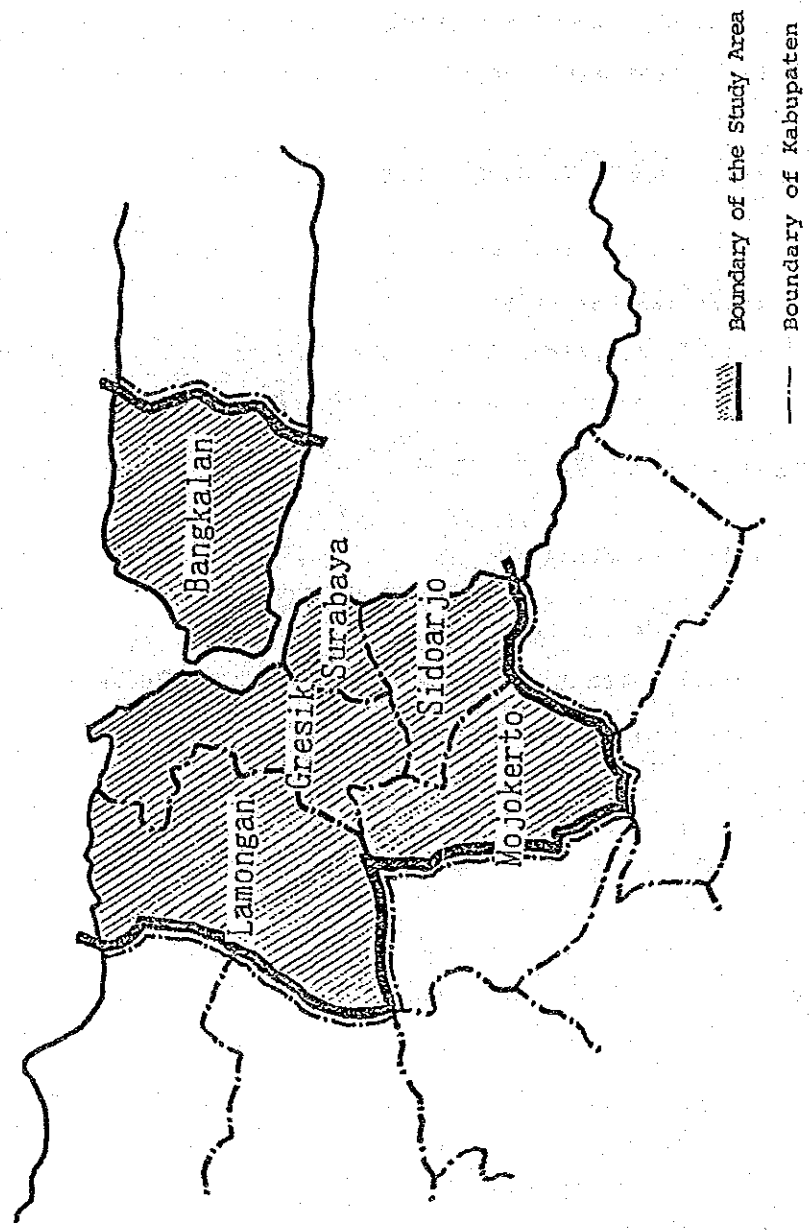 Bangkalan
Surabaya
Gresik
Sidoarjo
Lamongan
Mojokerto
Boundary of the Study Area
Boundary of Kabupaten